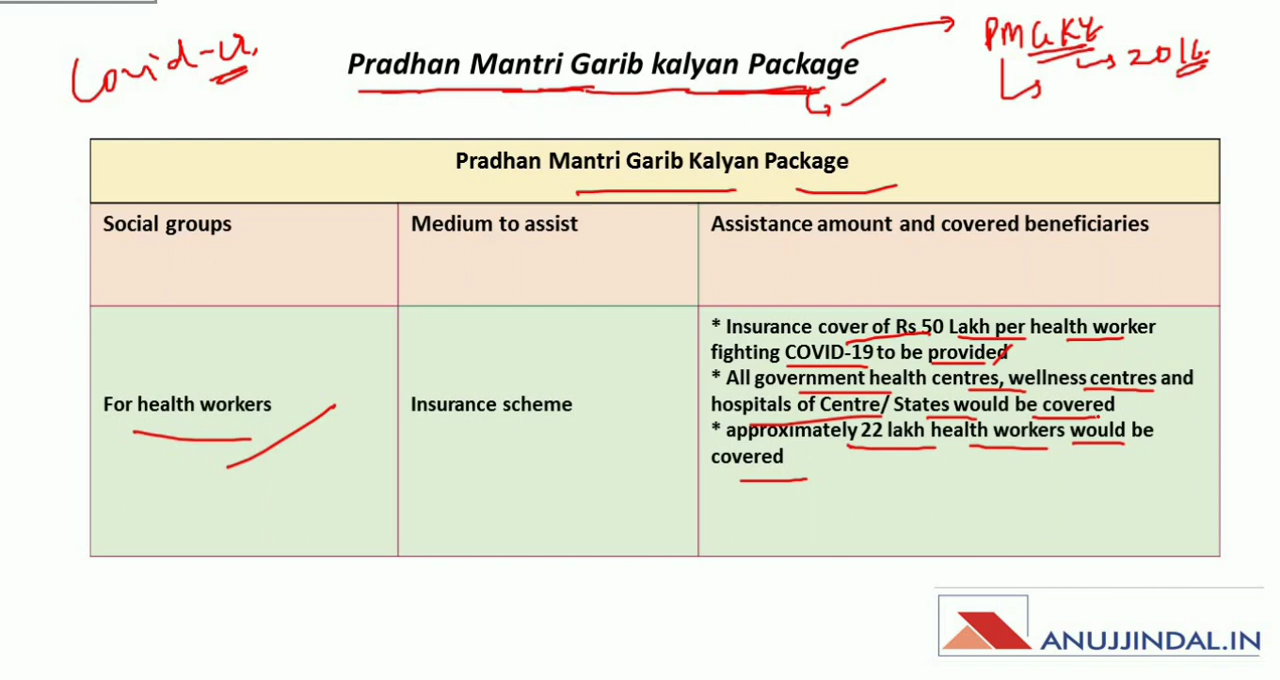 Covid-19.
Pradhan Mantri Garib kalyan Package
PMGKY
2016
Pradhan Mantri Garib Kalyan Package
Social groups
Medium to assist
Assistance amount and covered beneficiaries
For health workers
Insurance scheme
* Insurance cover of Rs 50 Lakh per health worker
fighting COVID-19 to be provided
* All government health centres, wellness centres and
hospitals of Centre/ States would be covered
* approximately 22 lakh health workers would be
covered
ANUJJINDAL.IN